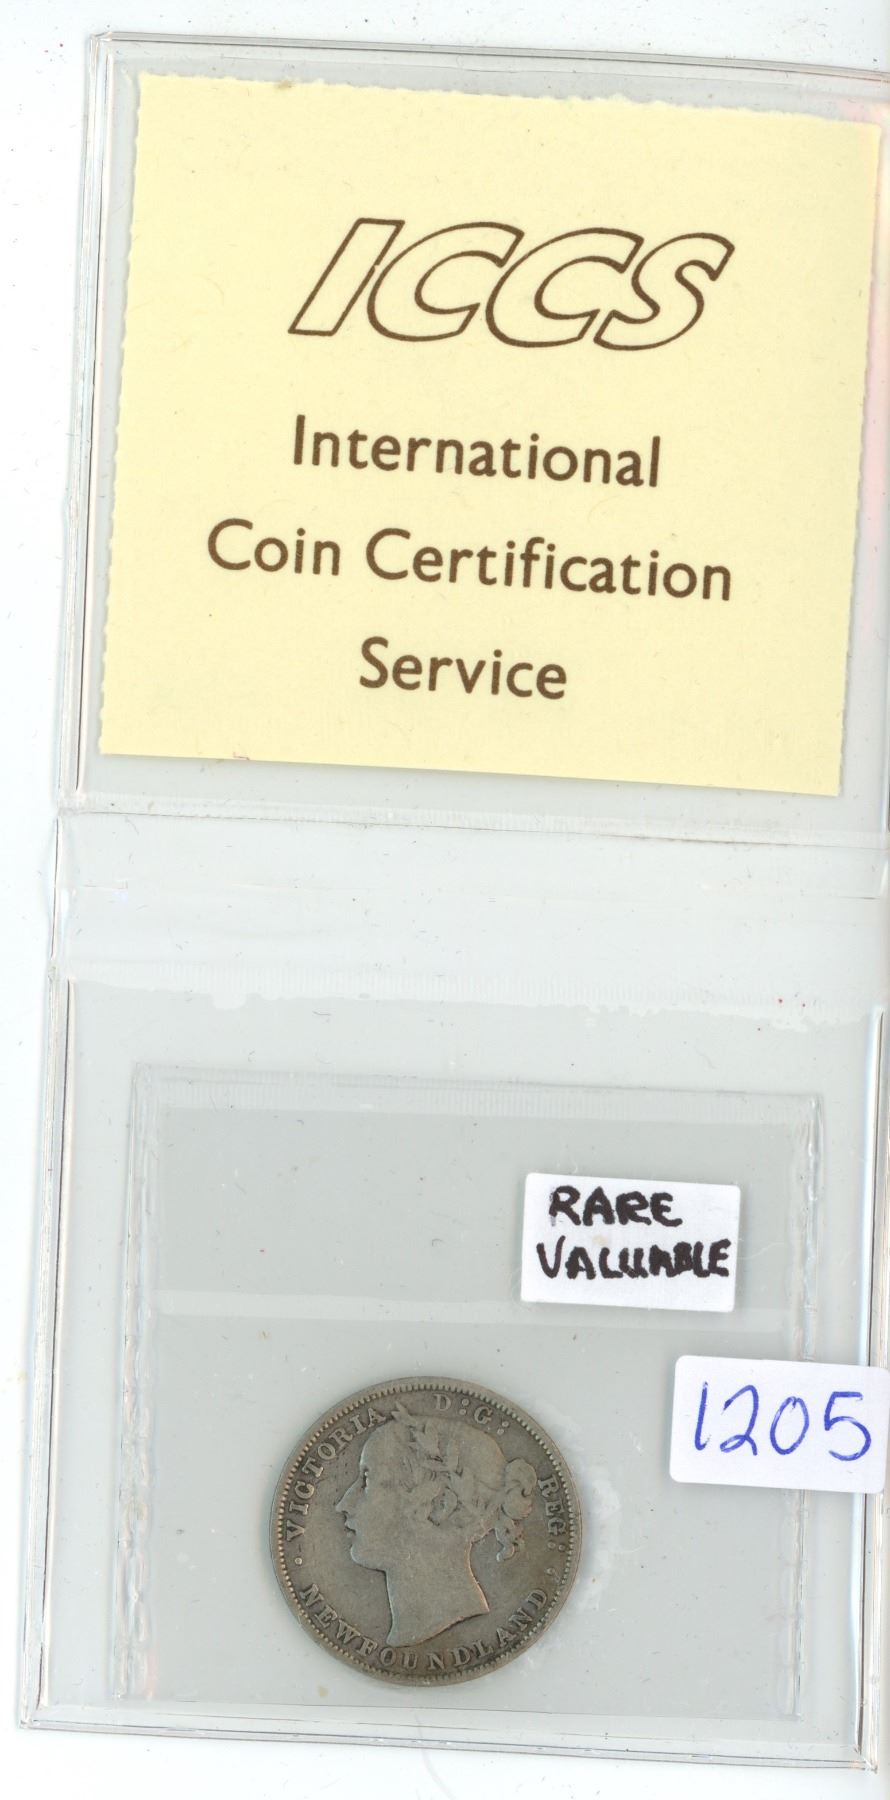 ICCS
International
Coin Certification
Service
RARE
VALUABLE
1205
VICTORIA D:G: REG:
NEWFOUNDLAND